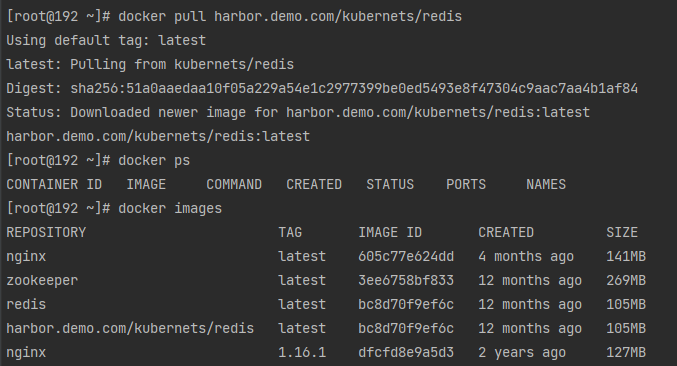 [root@192 ~]# docker pull harbor.demo.com/kubernets/redis
Using default tag: latest
latest: Pulling from kubernets/redis
Digest: sha256:51a0aaedaa10f05a229a54e1c2977399be0ed5493e8f47304c9aac7aa4b1af84
Status: Downloaded newer image for harbor.demo.com/kubernets/redis:latest
harbor.demo.com/kubernets/redis:latest
[root@192 ~]# docker ps
CONTAINER ID   IMAGE     COMMAND   CREATED   STATUS    PORTS     NAMES
[root@192 ~]# docker images
REPOSITORY                        TAG       IMAGE ID       CREATED         SIZE
nginx                             latest    605c77e624dd   4 months ago    141MB
zookeeper                         latest    3ee6758bf833   12 months ago   269MB
redis                             latest    bc8d70f9ef6c   12 months ago   105MB
harbor.demo.com/kubernets/redis   latest    bc8d70f9ef6c   12 months ago   105MB
nginx                             1.16.1    dfcfd8e9a5d3   2 years ago     127MB